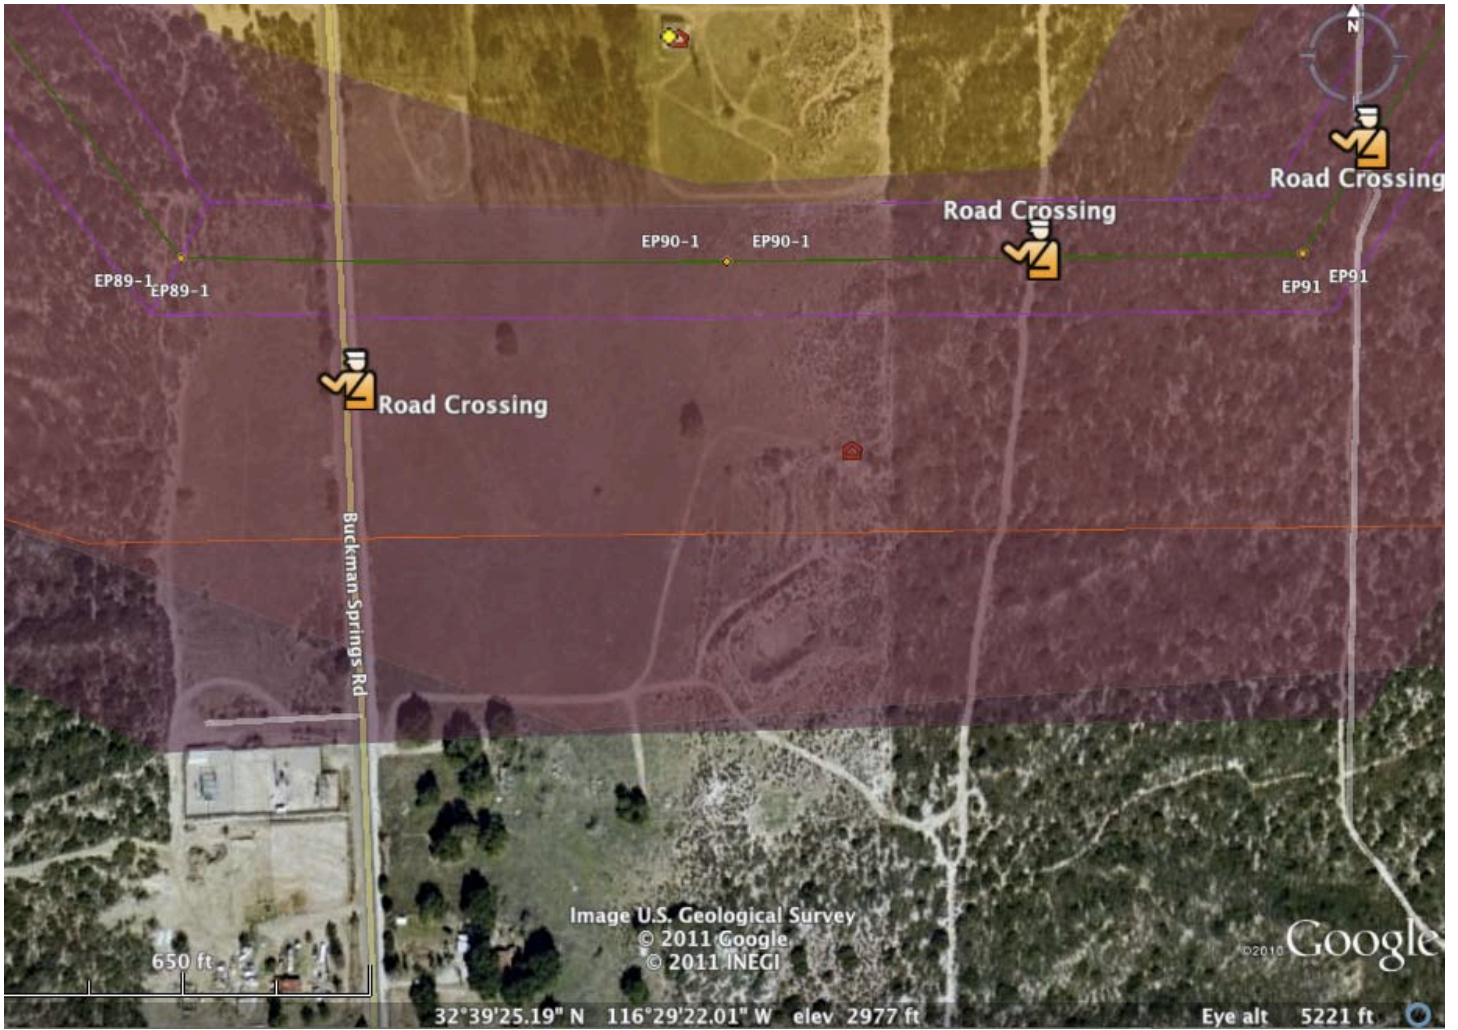 N
Road Crossing
Road Crossing
EP90-1
EP90-1
EP89-1
EP89-1
EP91
EP91
Road Crossing
Buckman Springs Rd
Image U.S. Geological Survey
© 2011 Google
© 2011 INEGI
©2010 Google
650 ft
32°39'25.19" N 116°29'22.01" W elev 2977 ft
Eye alt 5221 ft